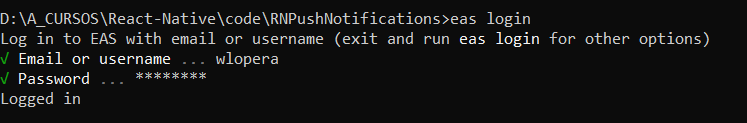 D:\A_CURSOS\React-Native\code\RNPushNotifications>eas login
Log in to EAS with email or username (exit and run eas login for other options)
√ Email or username ... wlopera
√ Password ... ********
Logged in